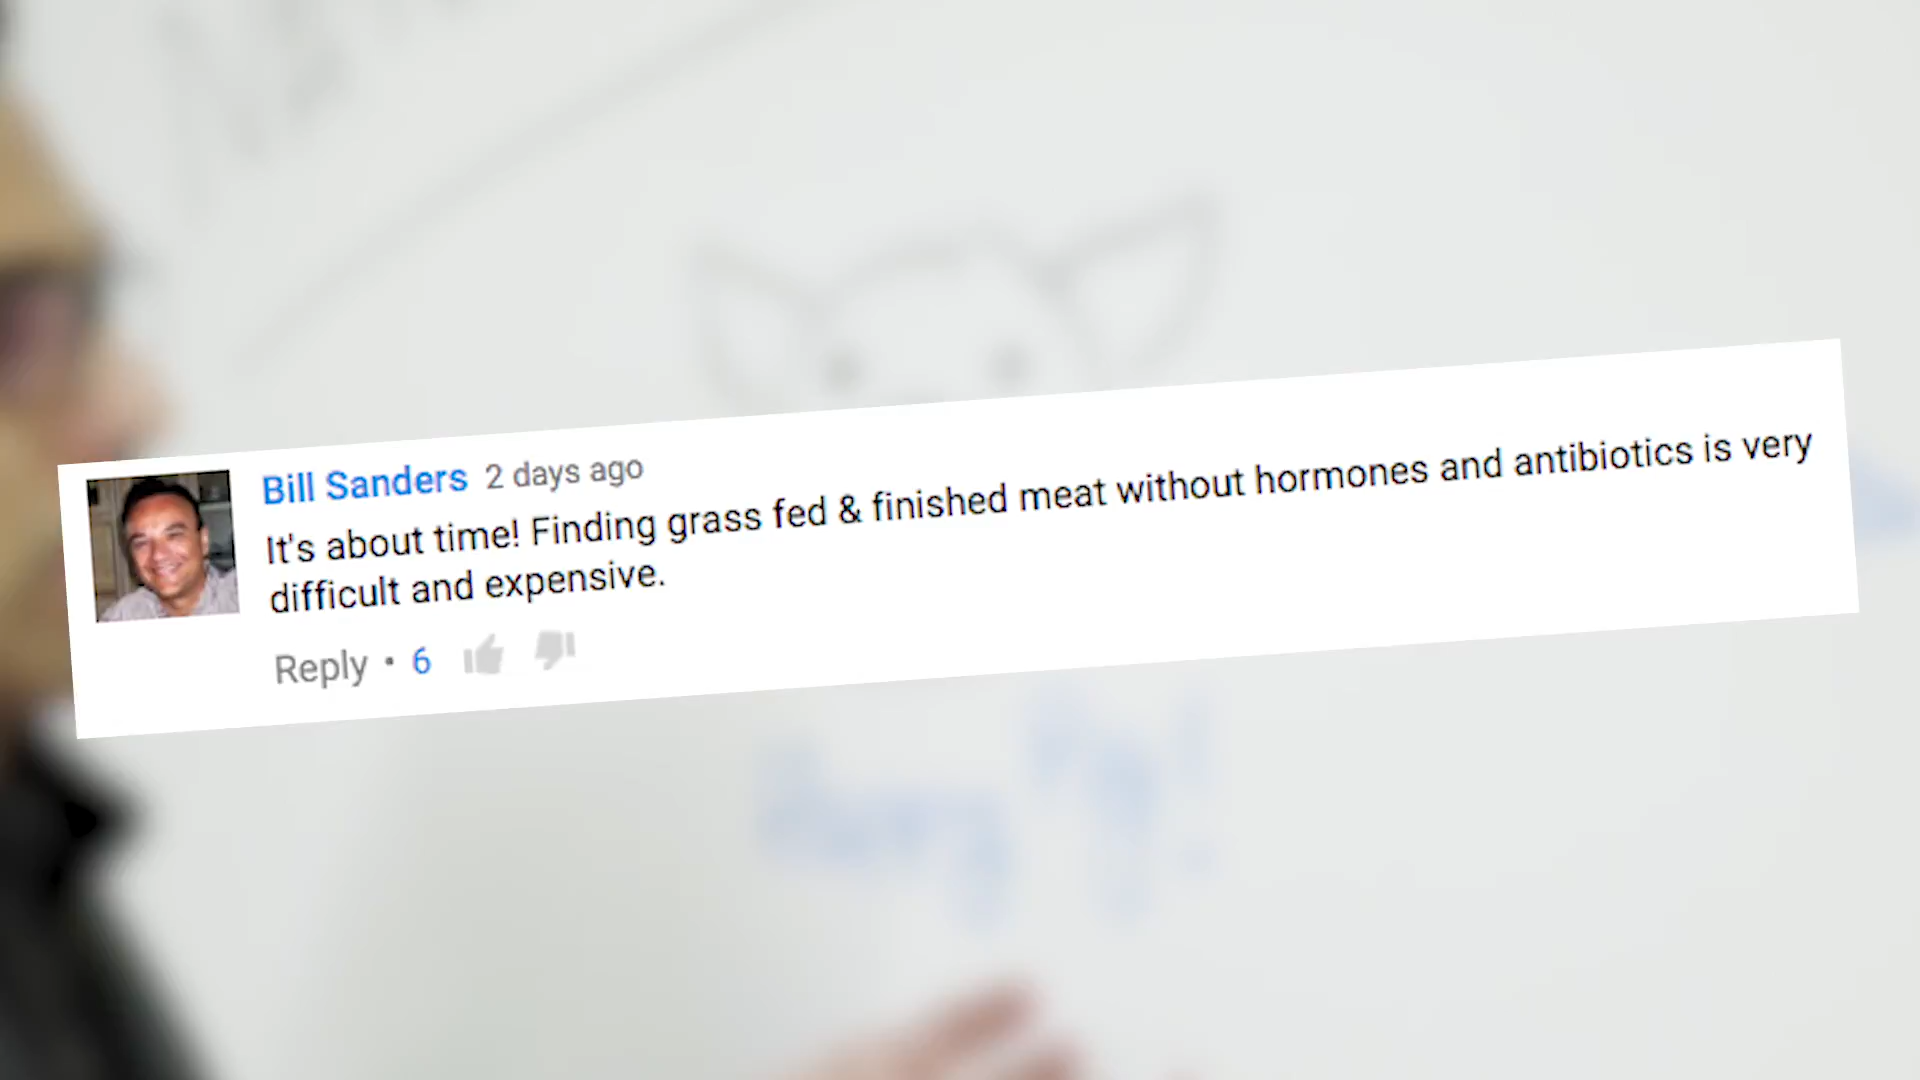 Bill Sanders 2 days ago
It's about time! Finding grass fed & finished meat without hormones and antibiotics is very
difficult and expensive.
Reply • 6